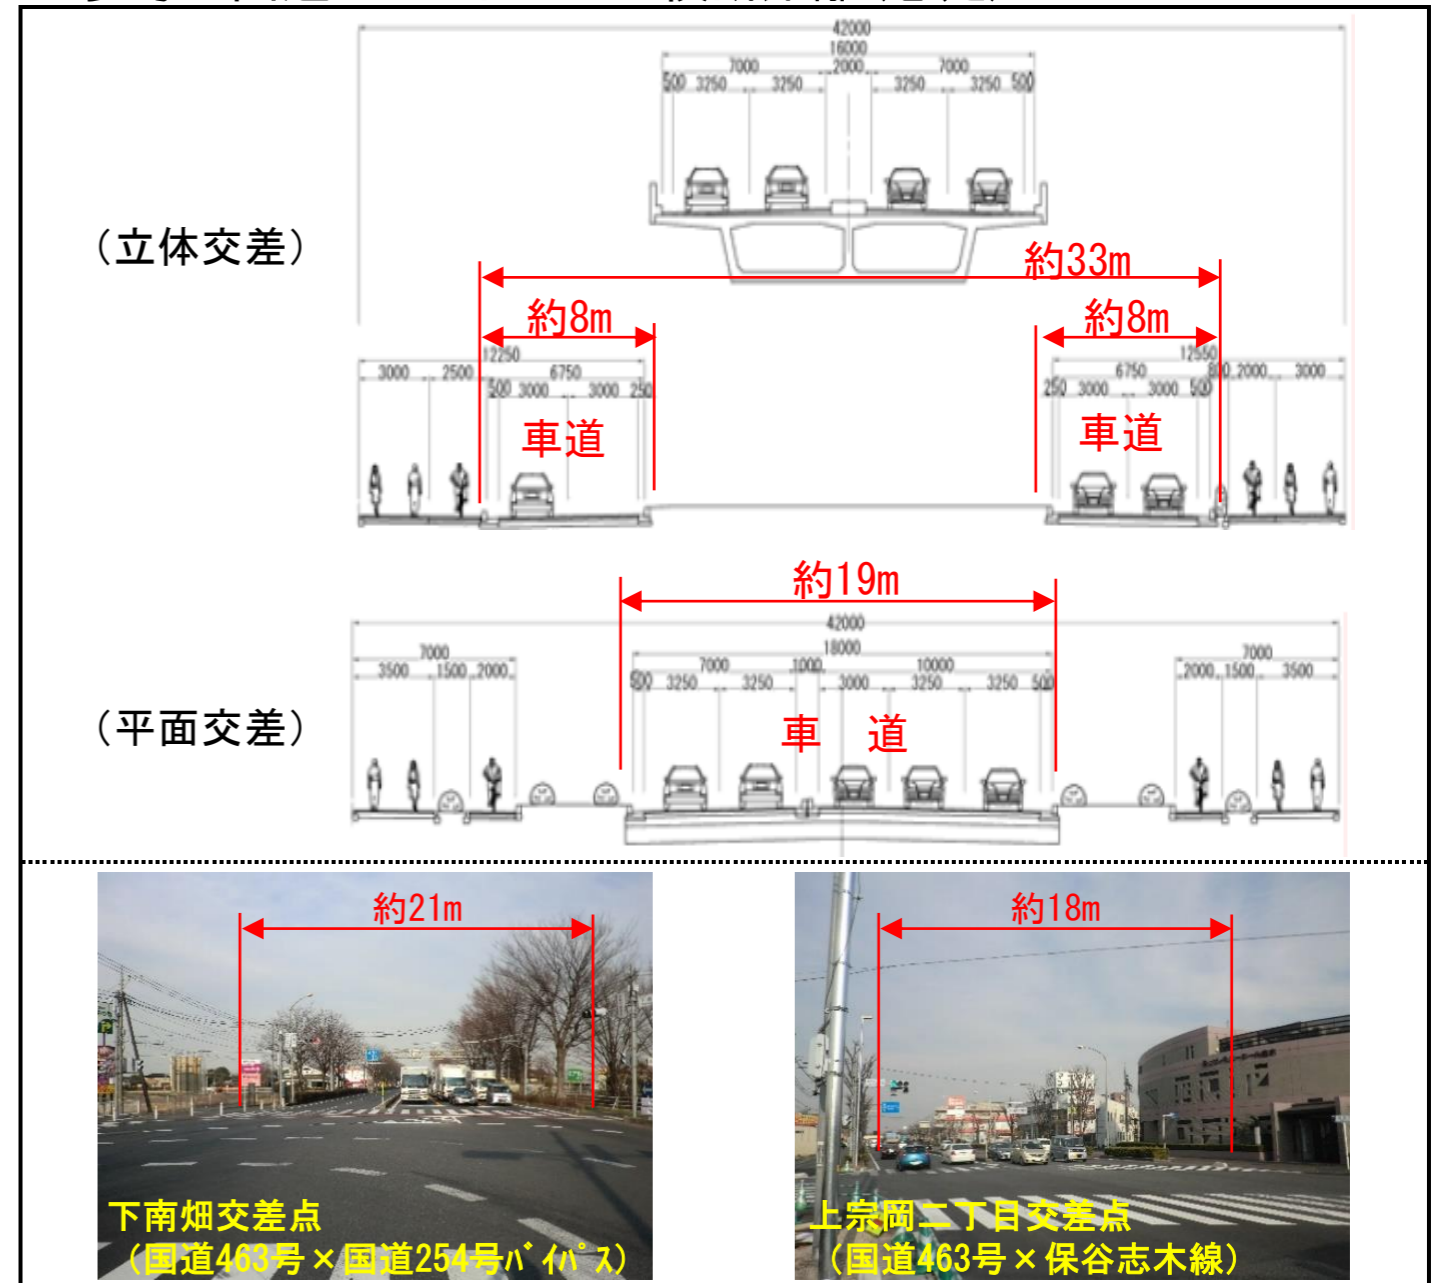 42000
16000
7000 2000 7000
500 3250 3250 3250 3250 500
（立体交差）
約33m
約8m 約8m
12250 12550
3000 2500 6750 6750 800 2000 3000
500 3000 3000 250 250 3000 3000 500
車道 車道
約19m
42000
18000
7000 7000 1000 10000 7000
3500 1500 2000 500 3250 3250 3000 3250 3250 500 2000 1500 3500
（平面交差）
車 道
約21m 約18m
下南畑交差点
（国道463号×国道254号ﾊﾞｲﾊﾟｽ）
上宗岡二丁目交差点
（国道463号×保谷志木線）